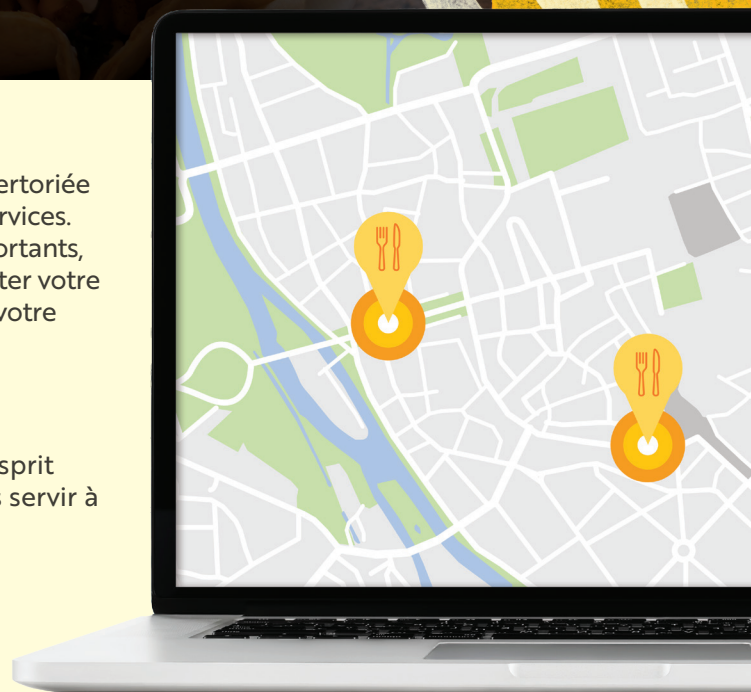 ertoriée
rvices.
ortants,
ter votre
votre
sprit
s servir à